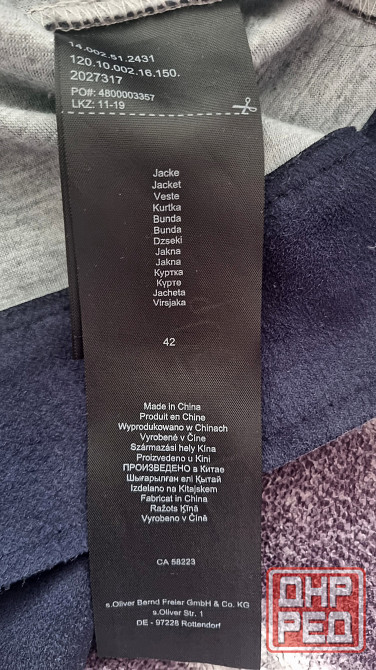 14.002.51.2431
120.10.002.16.150.
2027317
PO#: 4800003357
LKZ: 11-19
Jacke
Jacket
Veste
Kurtka
Bunda
Bunda
Dzseki
Jakna
Jakna
Куртка
Күрте
Jacheta
Virsjaka
42
Made in China
Produit en Chine
Wyprodukowano w Chinach
Vyrobené v Číne
Származási hely Kína
Proizvedeno u Kini
ПРОИЗВЕДЕНО в Китае
Шығарылған елі Қытай
Izdelano na Kitajskem
Fabricat in China
Ražots Ķīnā
Vyrobeno v Číně
CA 58223
s.Oliver Bernd Freier GmbH & Co. KG
s.Oliver Str. 1
DE - 97228 Rottendorf
ДНР
РЕД